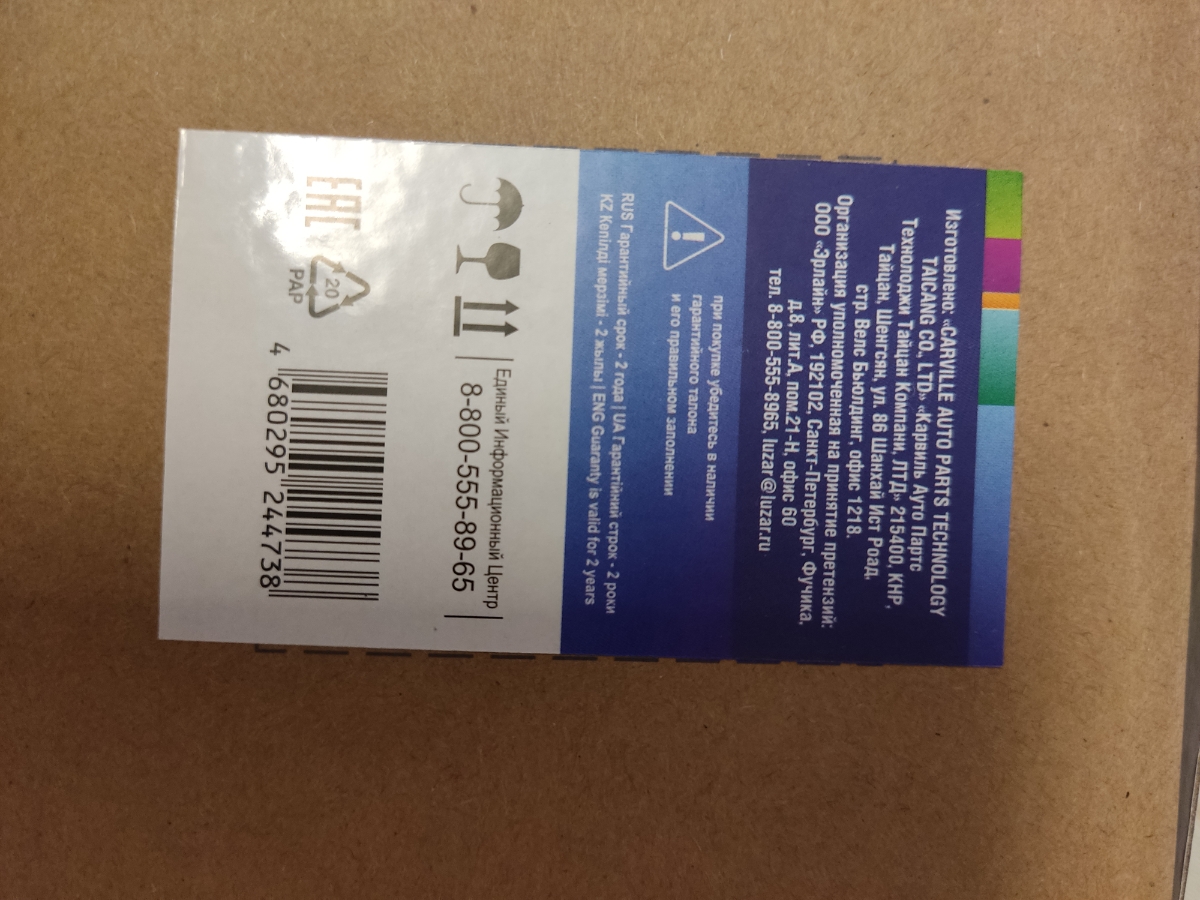 Изготовлено: «CARVILLE AUTO PARTS TECHNOLOGY
TAICANG CO., LTD» «Карвиль Ауто Партс
Технолоджи Тайцан Компани, ЛТД» 215400, КНР,
Тайцан, Шенгсян, ул. 86 Шанхай Ист Роад,
стр. Велс Бьюлдинг, офис 1218.
Организация уполномоченная на принятие претензий:
ООО «Эрлайн» РФ, 192102, Санкт-Петербург, Фучика,
д.8, лит.А, пом.21-Н, офис 60
тел. 8-800-555-8965, luzar@luzar.ru
при покупке убедитесь в наличии
гарантийного талона
и его правильном заполнении
RUS Гарантийный срок - 2 года | UA Гарантійний строк - 2 роки
KZ Кепілді мерзімі - 2 жылы | ENG Guaranty is valid for 2 years
Единый Информационный Центр
8-800-555-89-65
EAC
20
PAP
4 680295 244738